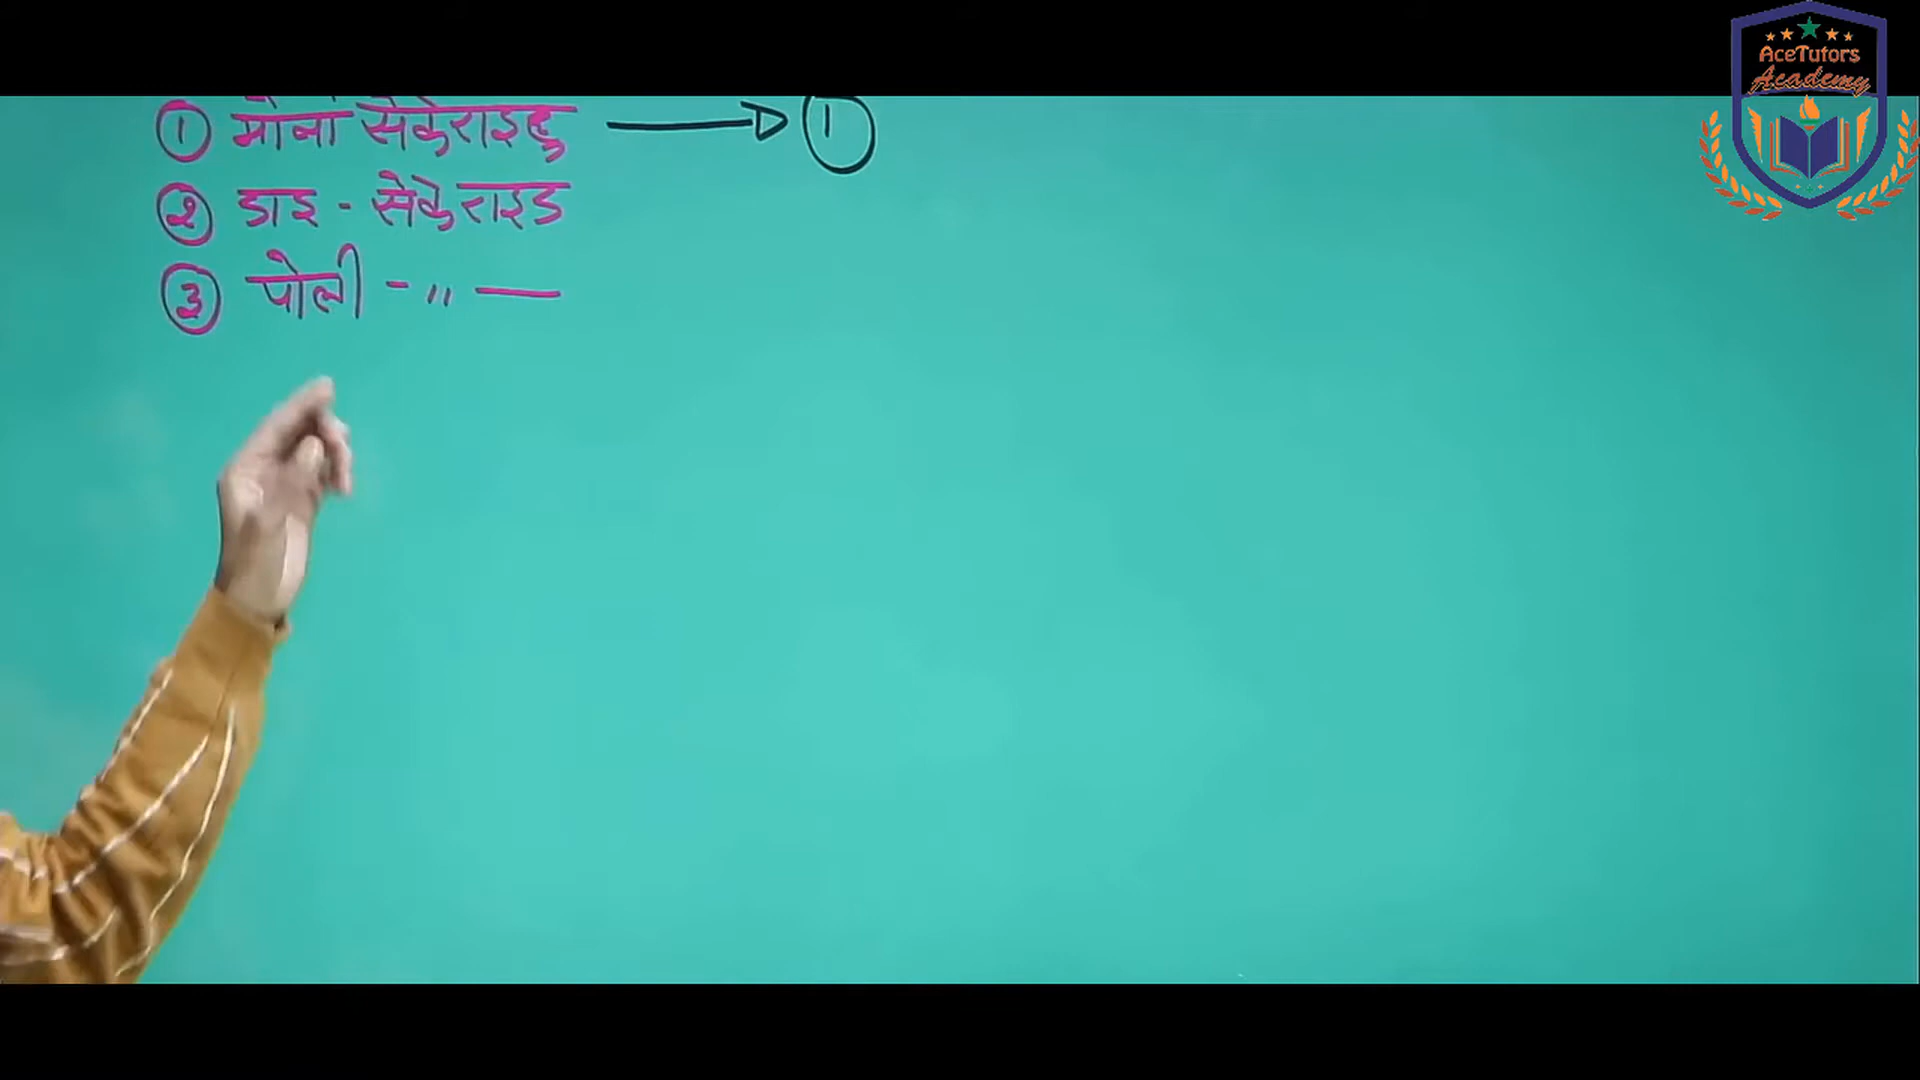 AceTutors
Academy
① मोनो सेकेराइड ⟶ ①
② डाइ - सेकेराइड
③ पोली - " —